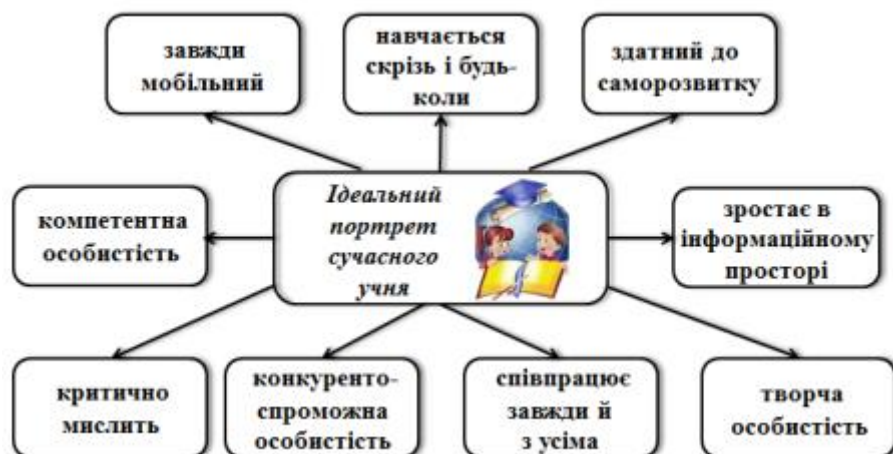 завжди
мобільний
навчається
скрізь і будь-
коли
здатний до
саморозвитку
компетентна
особистість
Ідеальний
портрет
сучасного
учня
зростає в
інформаційному
просторі
критично
мислить
конкуренто-
спроможна
особистість
співпрацює
завжди й
з усіма
творча
особистість